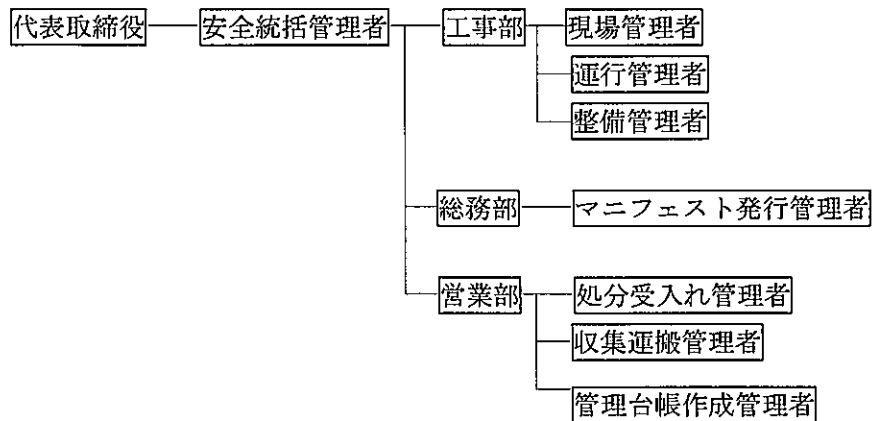 代表取締役 安全統括管理者 工事部 現場管理者
運行管理者
整備管理者
総務部 マニフェスト発行管理者
営業部 処分受入れ管理者
収集運搬管理者
管理台帳作成管理者